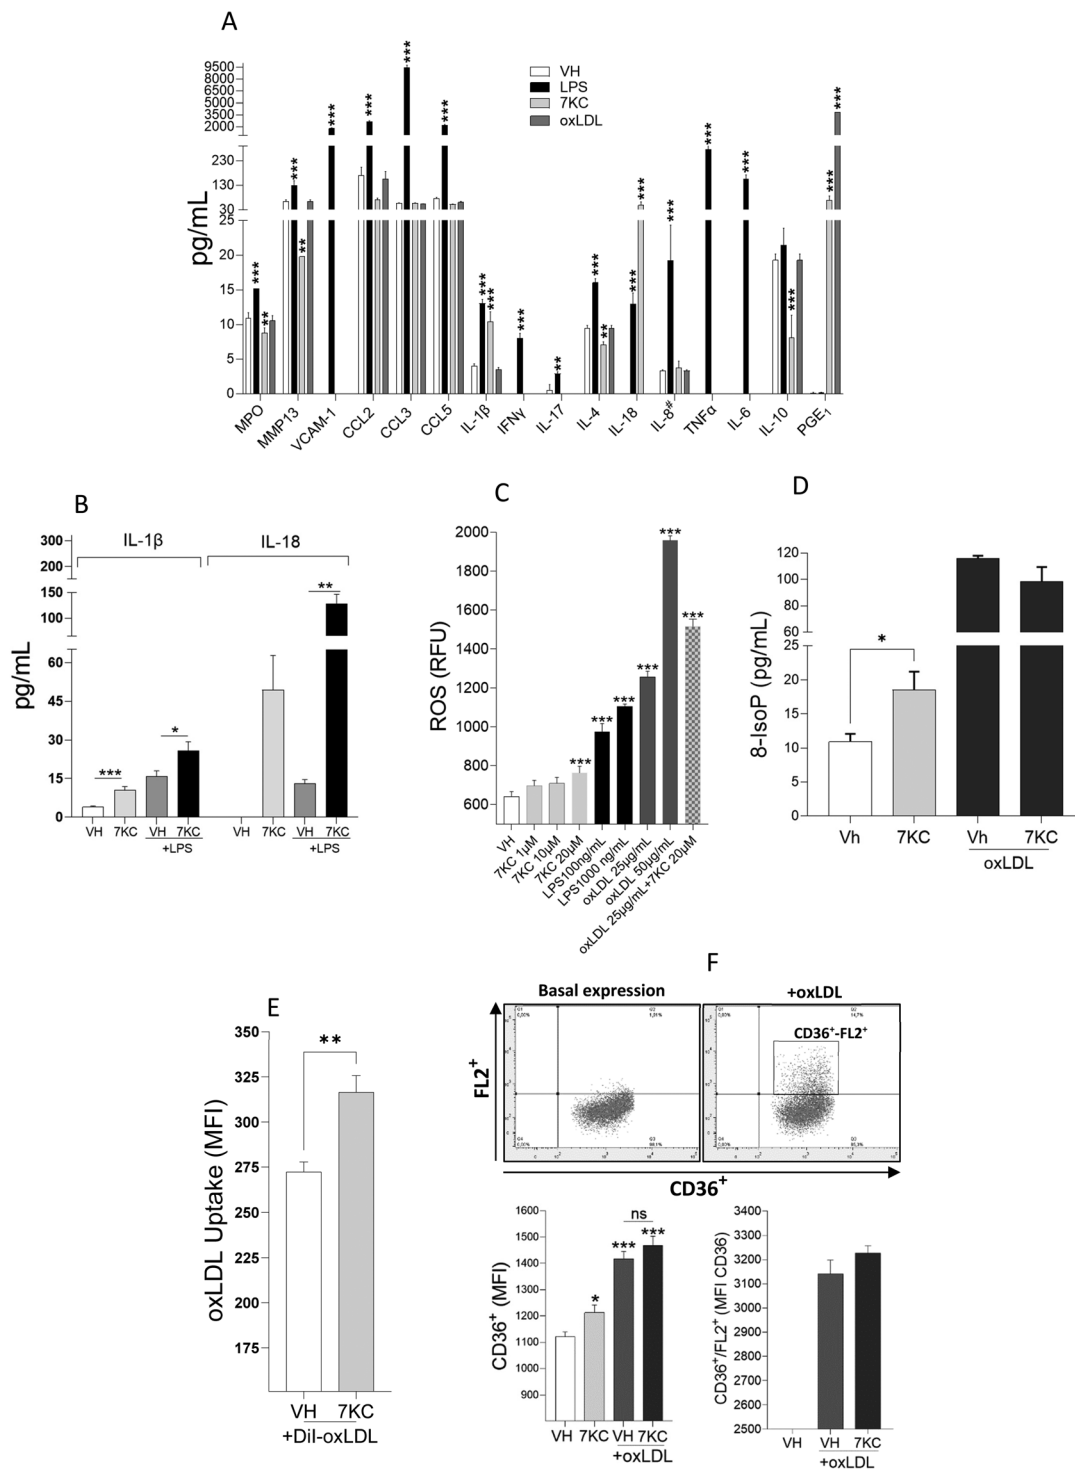 A
VH
LPS
7KC
oxLDL
9500
8000
6500
5000
3500
2000
230
130
30
25
20
15
10
5
0
pg/mL
***
**
***
**
***
***
***
***
***
***
***
**
***
**
***
***
***
***
***
***
***
***
MPO
MMP13
VCAM-1
CCL2
CCL3
CCL5
IL-1β
IFNγ
IL-17
IL-4
IL-18
IL-8#
TNFα
IL-6
IL-10
PGE1
B
IL-1β
IL-18
300
200
150
100
60
45
30
15
0
pg/mL
***
*
**
VH 7KC VH 7KC VH 7KC VH 7KC
+LPS +LPS
C
2000
1800
1600
1400
1200
1000
800
600
ROS (RFU)
***
***
***
***
***
***
VH
7KC 1µM
7KC 10µM
7KC 20µM
LPS100ng/mL
LPS1000 ng/mL
oxLDL 25µg/mL
oxLDL 50µg/mL
oxLDL 25µg/mL+7KC 20µM
D
120
100
80
60
25
20
15
10
5
0
8-IsoP (pg/mL)
*
Vh 7KC Vh 7KC
oxLDL
E
350
325
300
275
250
225
200
175
oxLDL Uptake (MFI)
**
VH 7KC
+Dil-oxLDL
F
Basal expression
+oxLDL
CD36+-FL2+
FL2+
CD36+
1600
1500
1400
1300
1200
1100
1000
900
CD36+ (MFI)
ns
*
***
***
VH 7KC VH 7KC
+oxLDL
3400
3300
3200
3100
3000
2900
2800
2700
2600
2500
CD36+/FL2+ (MFI CD36)
VH VH 7KC
+oxLDL